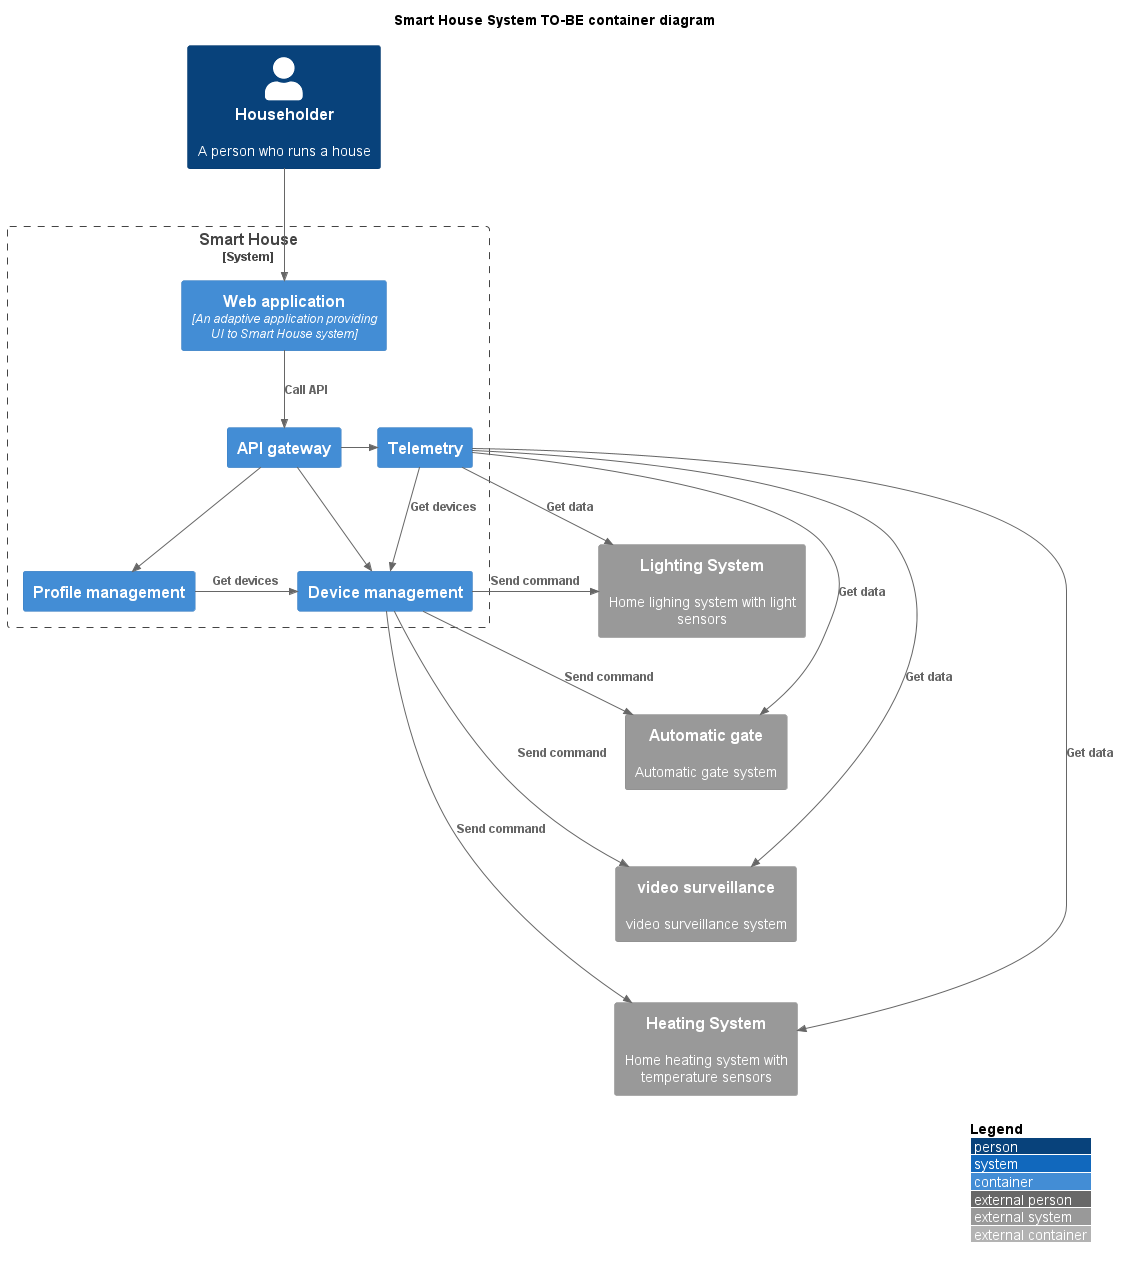 Smart House System TO-BE container diagram
Householder
A person who runs a house
Smart House
[System]
Web application
[An adaptive application providing
UI to Smart House system]
Call API
API gateway
Telemetry
Get devices
Get data
Lighting System
Home lighing system with light
sensors
Profile management
Get devices
Device management
Send command
Get data
Send command
Get data
Automatic gate
Automatic gate system
Send command
Get data
Send command
video surveillance
video surveillance system
Heating System
Home heating system with
temperature sensors
Legend
person
system
container
external person
external system
external container